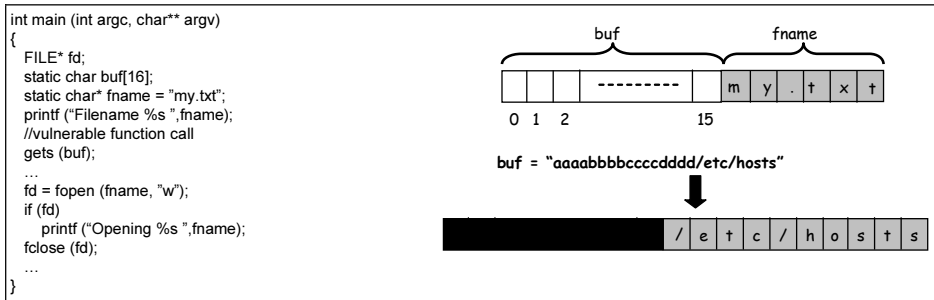 int main (int argc, char** argv)
{
FILE* fd;
static char buf[16];
static char* fname = ”my.txt”;
printf (“Filename %s ”,fname);
//vulnerable function call
gets (buf);
…
fd = fopen (fname, ”w”);
if (fd)
printf (“Opening %s ”,fname);
fclose (fd);
…
}
buf fname
m y . t x t
0 1 2 15
buf = “aaaabbbbccccdddd/etc/hosts”
/ e t c / h o s t s